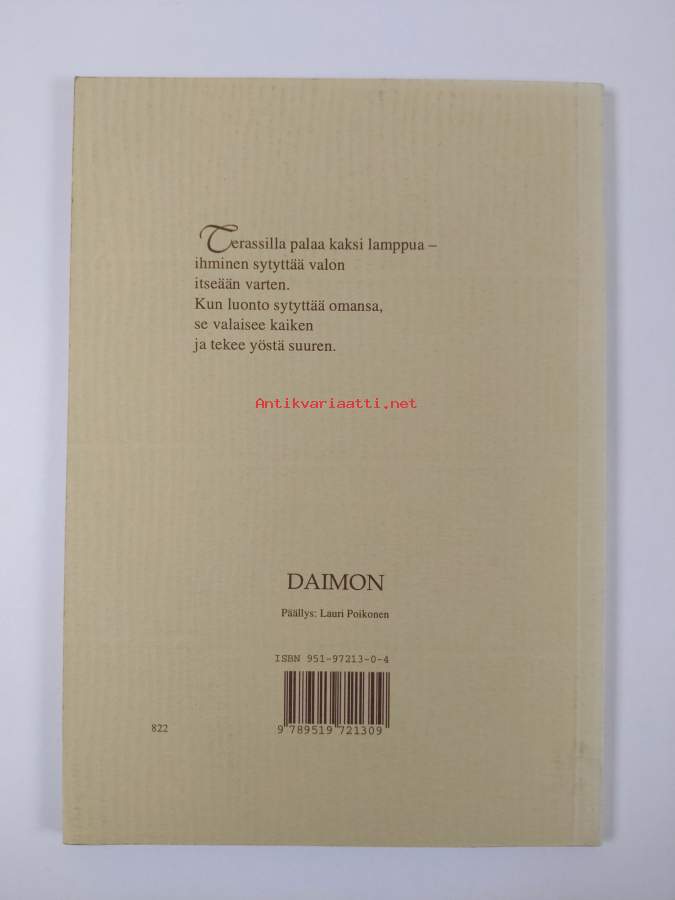 Terassilla palaa kaksi lamppua –
ihminen sytyttää valon
itseään varten.
Kun luonto sytyttää omansa,
se valaisee kaiken
ja tekee yöstä suuren.
Antikvariaatti.net
DAIMON
Päällys: Lauri Poikonen
ISBN 951-97213-0-4
822
9 789519 721309